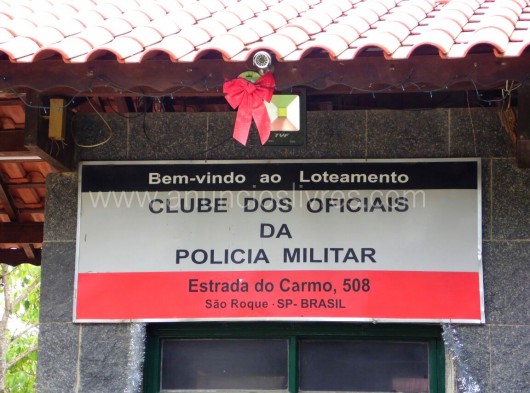 Bem-vindo ao Loteamento
www.anuncieslivros.com
CLUBE DOS OFICIAIS
DA
POLICIA MILITAR
Estrada do Carmo, 508
São Roque - SP- BRASIL